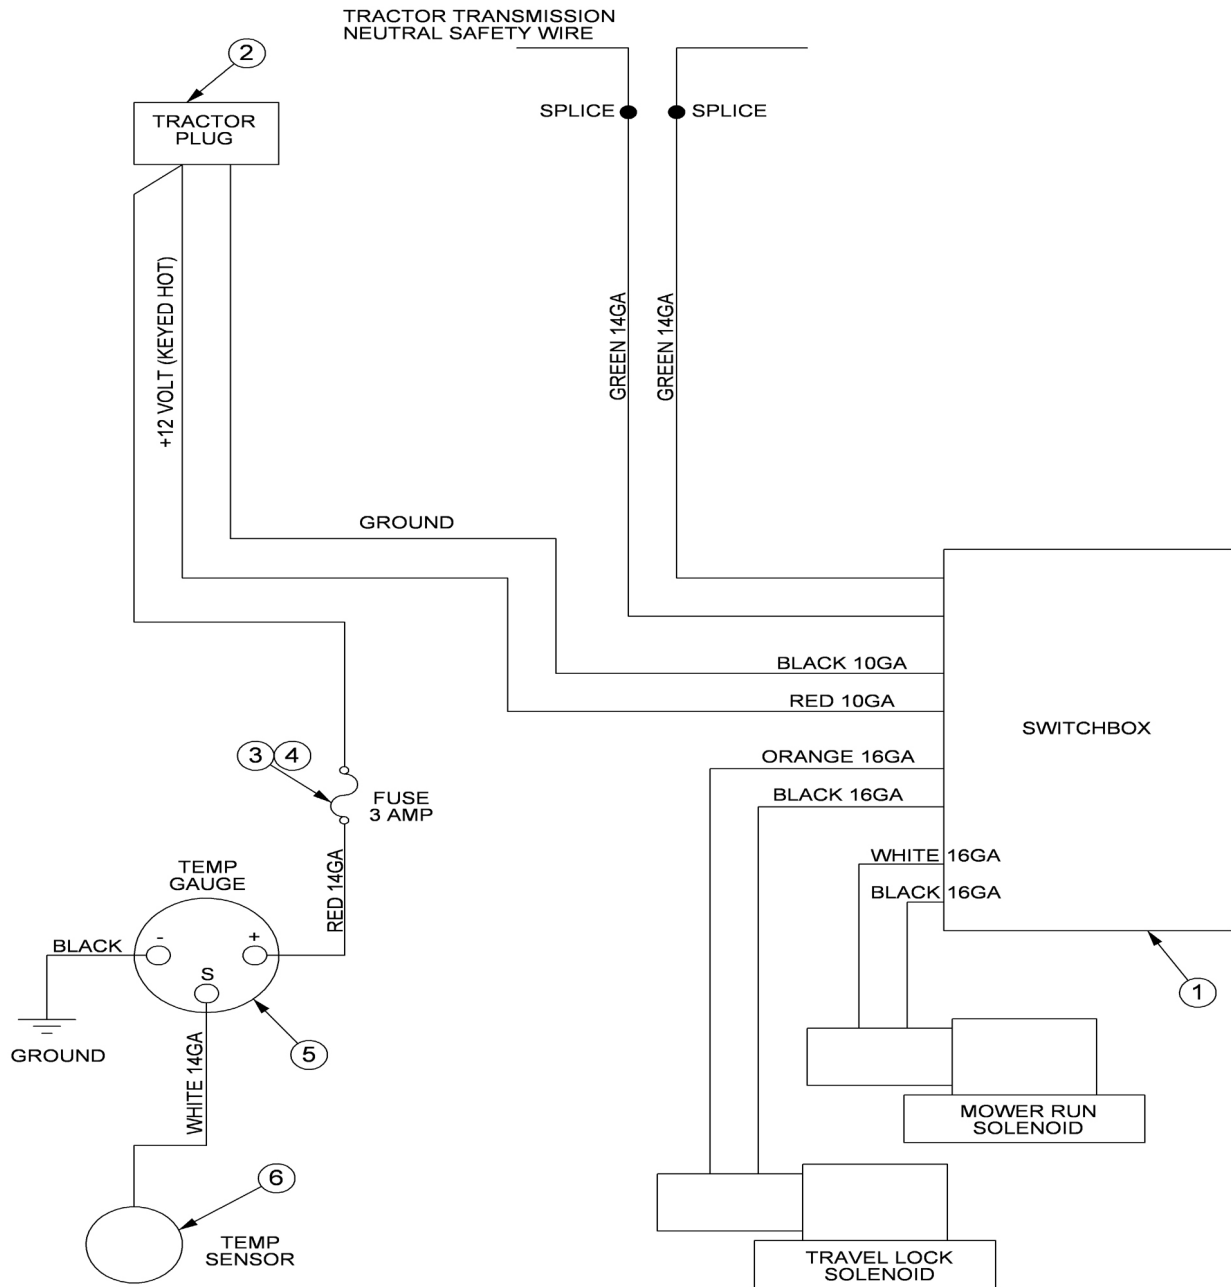 TRACTOR TRANSMISSION
NEUTRAL SAFETY WIRE
2
TRACTOR
PLUG
SPLICE
SPLICE
+12 VOLT (KEYED HOT)
GREEN 14GA
GREEN 14GA
GROUND
BLACK 10GA
RED 10GA
SWITCHBOX
ORANGE 16GA
BLACK 16GA
WHITE 16GA
BLACK 16GA
3
4
FUSE
3 AMP
RED 14GA
TEMP
GAUGE
BLACK
-
+
S
GROUND
5
1
WHITE 14GA
MOWER RUN
SOLENOID
6
TEMP
SENSOR
TRAVEL LOCK
SOLENOID